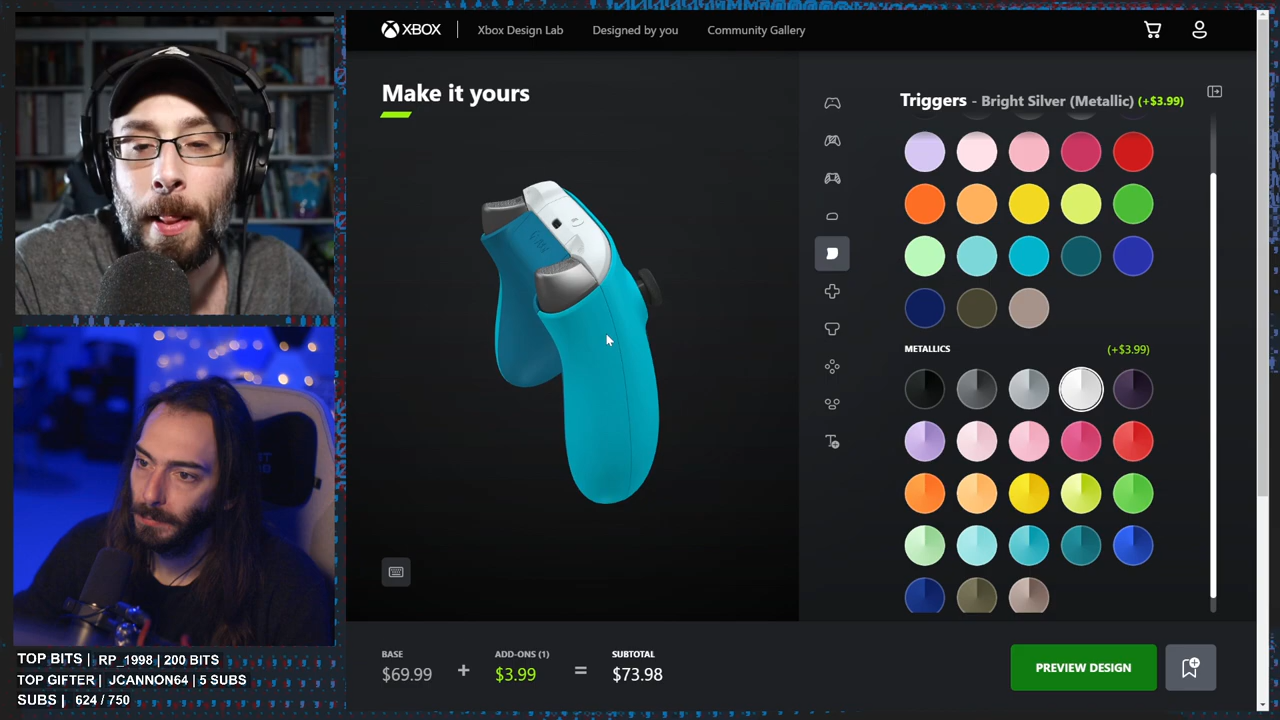 XBOX
Xbox Design Lab
Designed by you
Community Gallery
Make it yours
Triggers - Bright Silver (Metallic) (+$3.99)
METALLICS (+$3.99)
BASE
$69.99
+
ADD-ONS (1)
$3.99
=
SUBTOTAL
$73.98
PREVIEW DESIGN
TOP BITS | RP_1998 | 200 BITS
TOP GIFTER | JCANNON64 | 5 SUBS
SUBS | 624 / 750